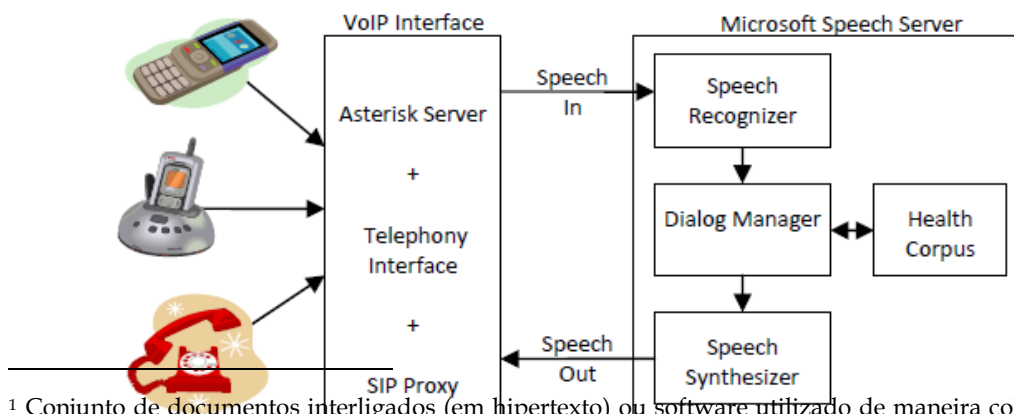 VoIP Interface
Microsoft Speech Server
Asterisk Server
+
Telephony
Interface
+
SIP Proxy
Speech
In
Speech
Out
Speech
Recognizer
Dialog Manager
Health
Corpus
Speech
Synthesizer
1 Conjunto de documentos interligados (em hipertexto) ou software utilizado de maneira co